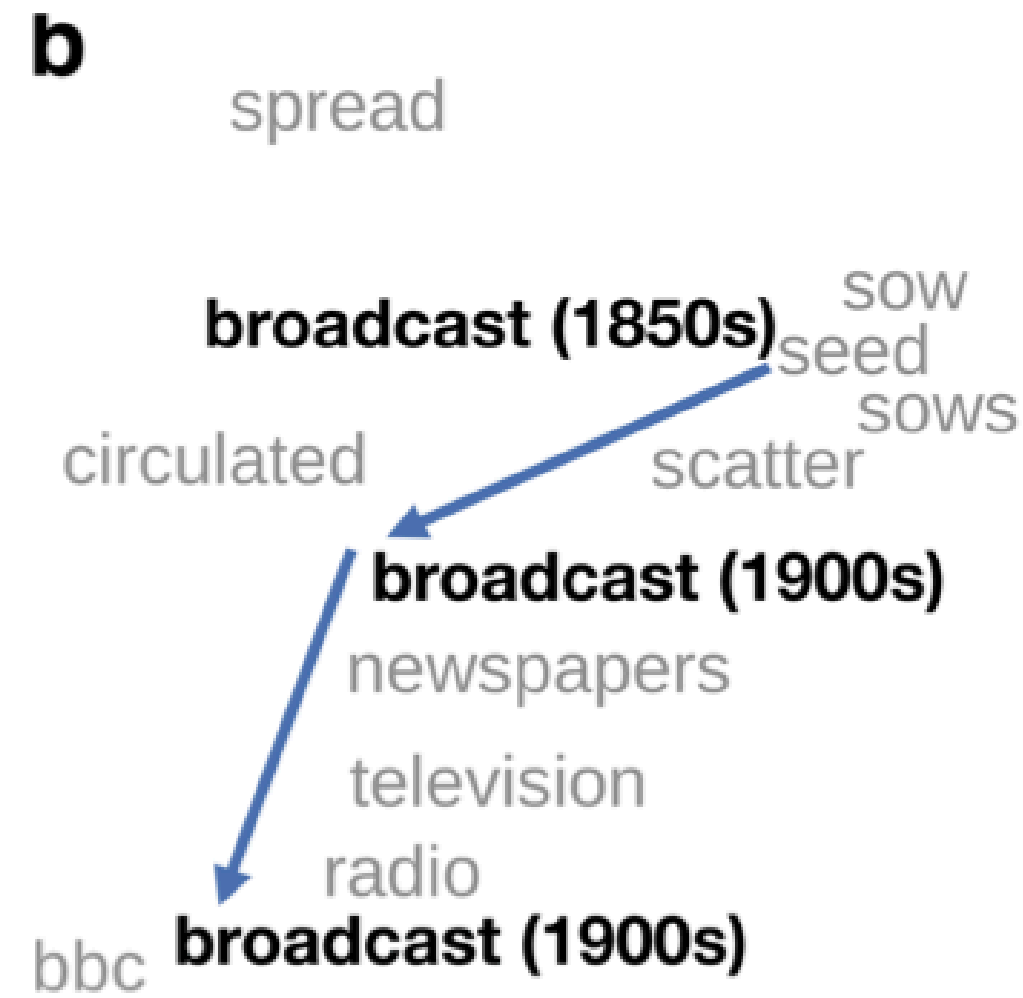 b
spread
sow
broadcast (1850s)
seed
sows
circulated
scatter
broadcast (1900s)
newspapers
television
radio
broadcast (1900s)
bbc